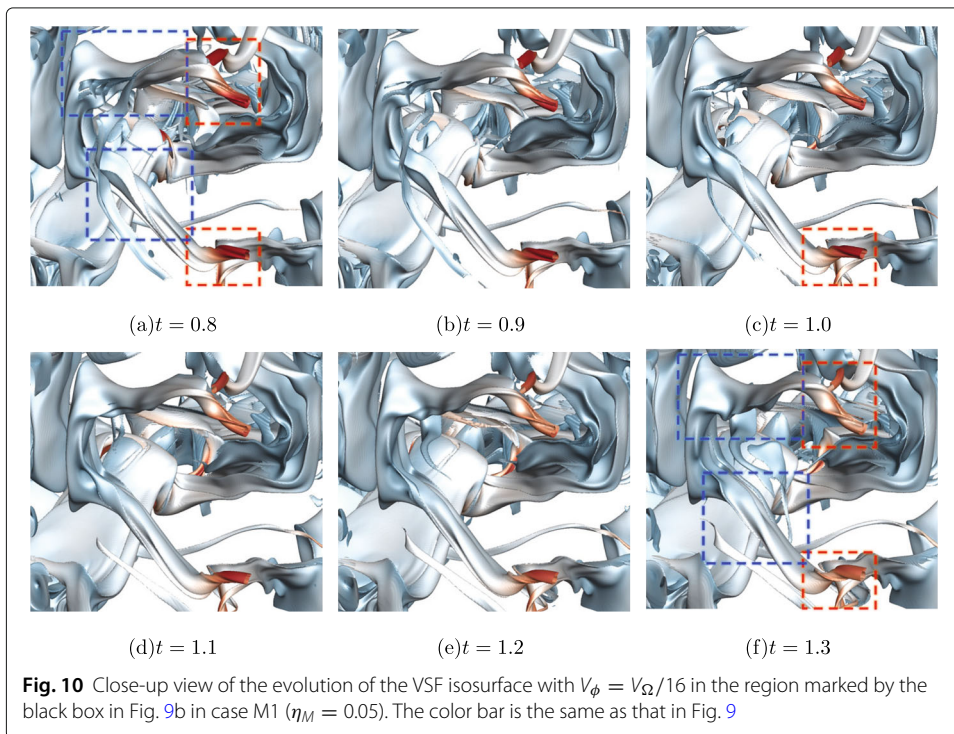 (a)t = 0.8
(b)t = 0.9
(c)t = 1.0
(d)t = 1.1
(e)t = 1.2
(f)t = 1.3
Fig. 10 Close-up view of the evolution of the VSF isosurface with V_ϕ = V_Ω/16 in the region marked by the
black box in Fig. 9b in case M1 (η_M = 0.05). The color bar is the same as that in Fig. 9